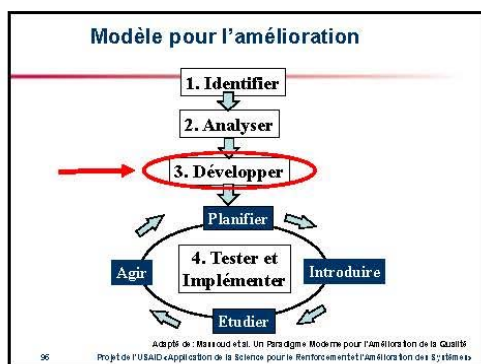 Modèle pour l'amélioration
1. Identifier
2. Analyser
3. Développer
Planifier
4. Tester et
Implémenter
Agir
Introduire
Etudier
Adapté de: Massoud et al. Un Paradigme Moderne pour l'Amélioration de la Qualité
96 Projet de l'USAID «Application de la Science pour le Renforcement et l'Amélioration des Systèmes»